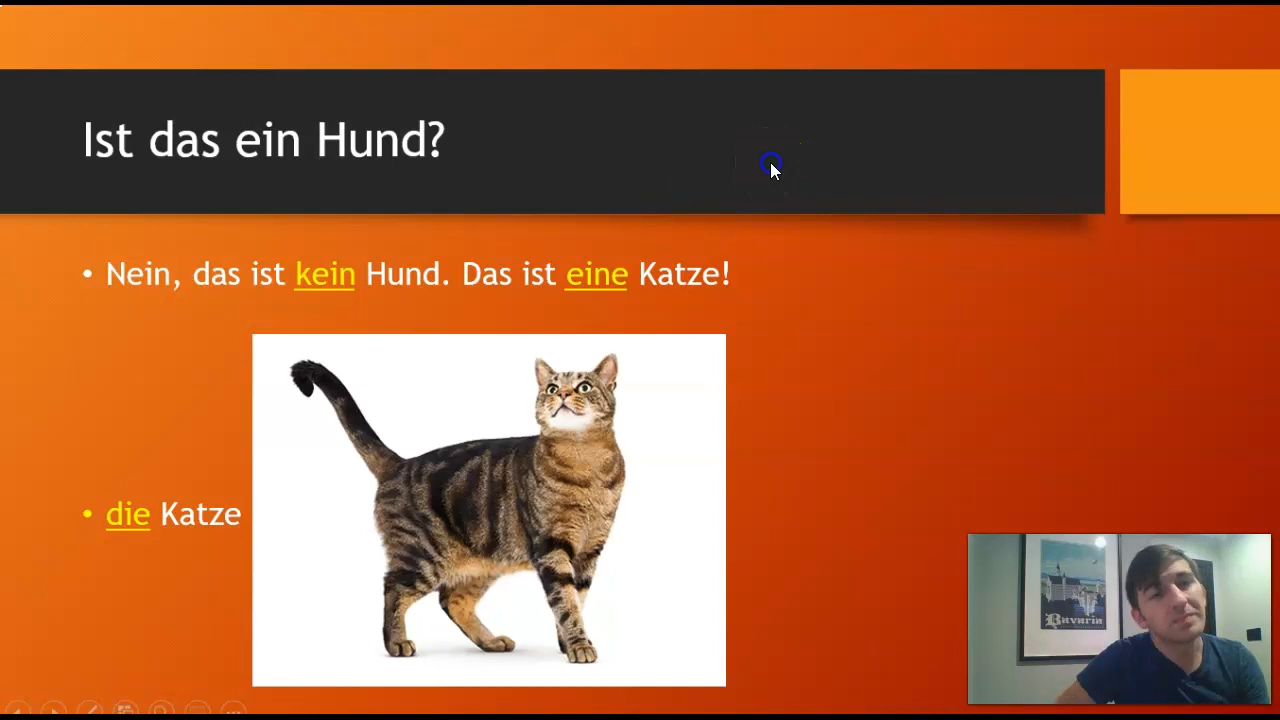 Ist das ein Hund?
• Nein, das ist kein Hund. Das ist eine Katze!
• die Katze
Bavaria